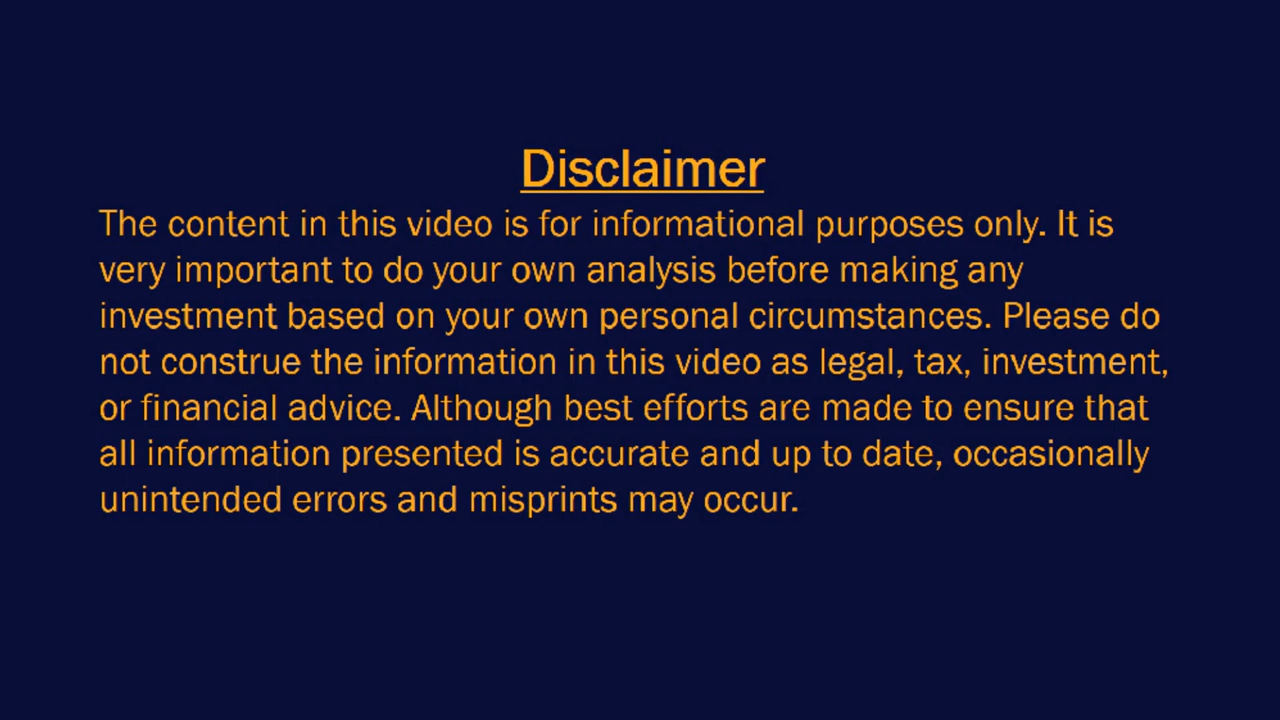 Disclaimer
The content in this video is for informational purposes only. It is
very important to do your own analysis before making any
investment based on your own personal circumstances. Please do
not construe the information in this video as legal, tax, investment,
or financial advice. Although best efforts are made to ensure that
all information presented is accurate and up to date, occasionally
unintended errors and misprints may occur.